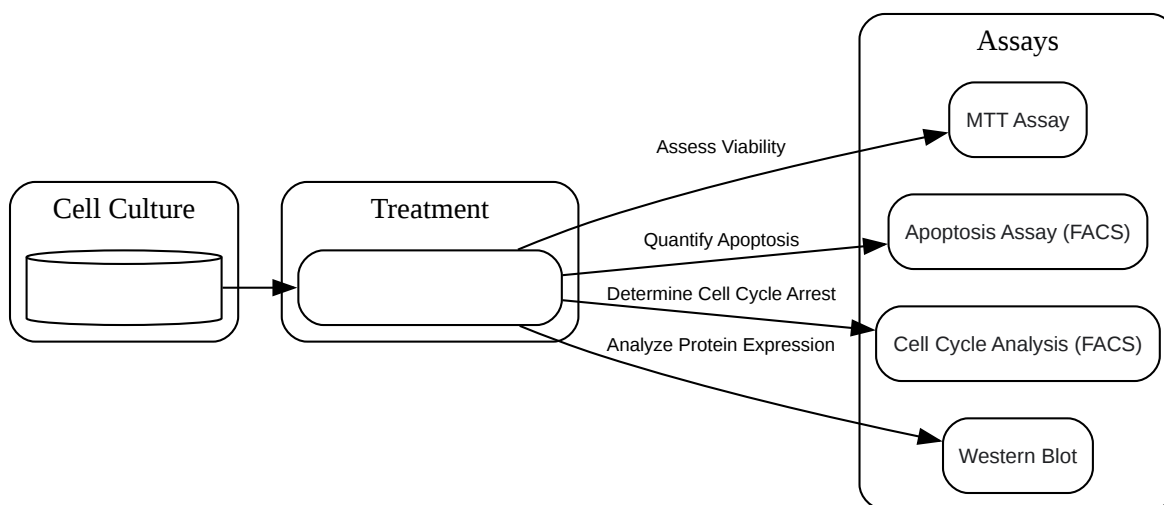 Assays
MTT Assay
Assess Viability
Cell Culture
Treatment
Quantify Apoptosis
Apoptosis Assay (FACS)
Determine Cell Cycle Arrest
Cell Cycle Analysis (FACS)
Analyze Protein Expression
Western Blot